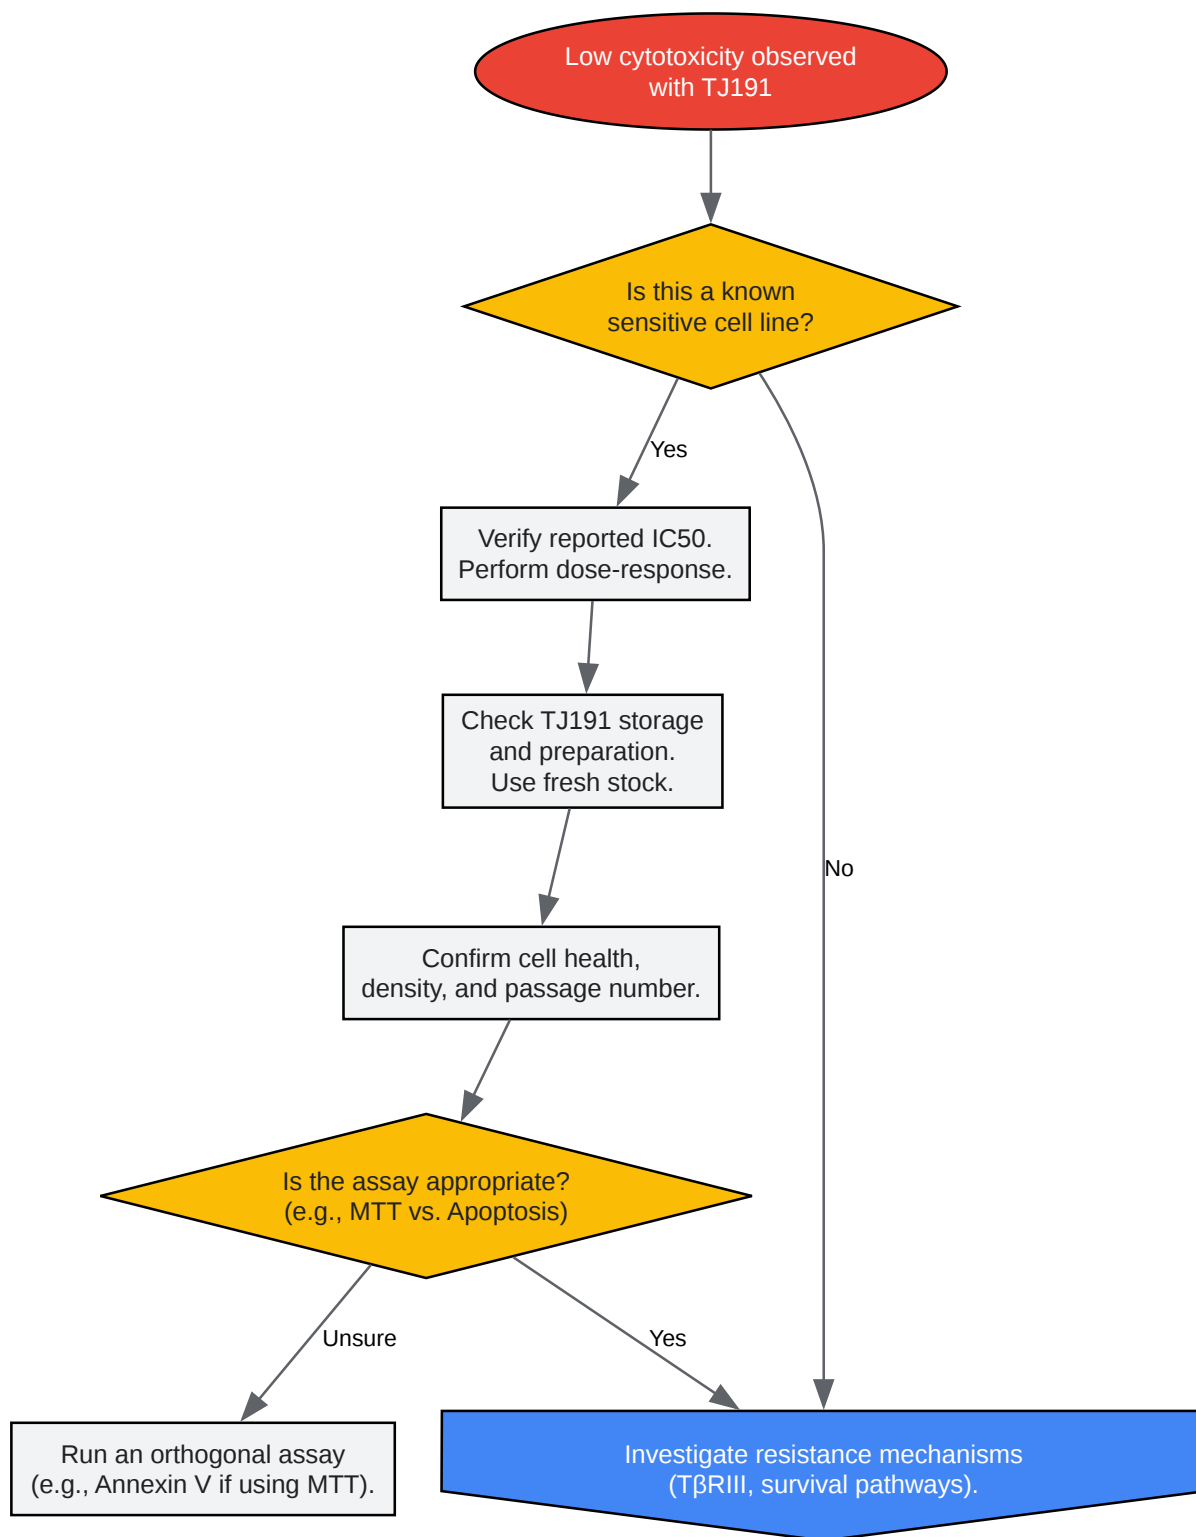 Low cytotoxicity observed
with TJ191
Is this a known
sensitive cell line?
Yes
Verify reported IC50.
Perform dose-response.
Check TJ191 storage
and preparation.
Use fresh stock.
No
Confirm cell health,
density, and passage number.
Is the assay appropriate?
(e.g., MTT vs. Apoptosis)
Unsure
Yes
Run an orthogonal assay
(e.g., Annexin V if using MTT).
Investigate resistance mechanisms
(TβRIII, survival pathways).